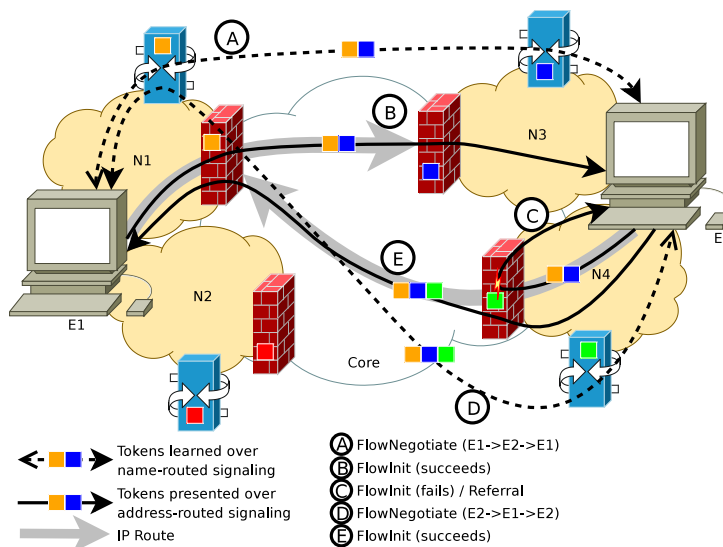 A
B
N1
N3
C
E
E
N4
N2
E1
Core
D
Tokens learned over
name-routed signaling
Tokens presented over
address-routed signaling
IP Route
A FlowNegotiate (E1->E2->E1)
B FlowInit (succeeds)
C FlowInit (fails) / Referral
D FlowNegotiate (E2->E1->E2)
E FlowInit (succeeds)